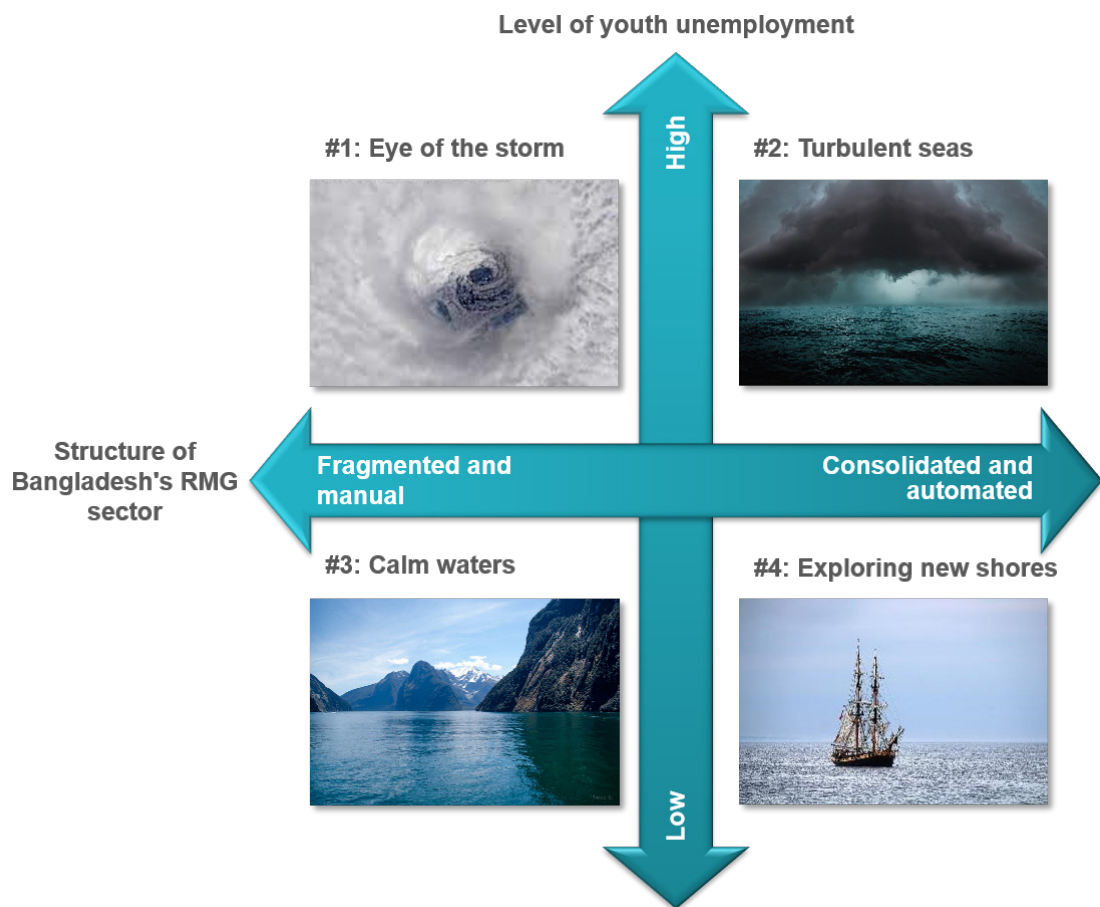 Level of youth unemployment
High
#1: Eye of the storm
#2: Turbulent seas
Structure of
Bangladesh's RMG
sector
Fragmented and
manual
Consolidated and
automated
#3: Calm waters
#4: Exploring new shores
Low